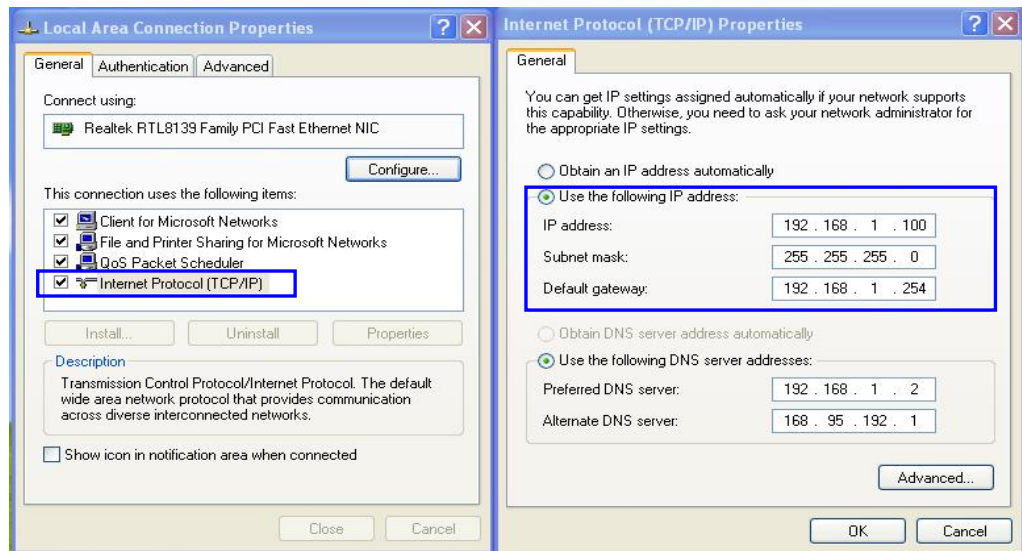 Local Area Connection Properties
General Authentication Advanced
Connect using:
Realtek RTL8139 Family PCI Fast Ethernet NIC
Configure...
This connection uses the following items:
Client for Microsoft Networks
File and Printer Sharing for Microsoft Networks
QoS Packet Scheduler
Internet Protocol (TCP/IP)
Install... Uninstall Properties
Description
Transmission Control Protocol/Internet Protocol. The default
wide area network protocol that provides communication
across diverse interconnected networks.
Show icon in notification area when connected
Close Cancel
Internet Protocol (TCP/IP) Properties
General
You can get IP settings assigned automatically if your network supports
this capability. Otherwise, you need to ask your network administrator for
the appropriate IP settings.
Obtain an IP address automatically
Use the following IP address:
IP address: 192 . 168 . 1 . 100
Subnet mask: 255 . 255 . 255 . 0
Default gateway: 192 . 168 . 1 . 254
Obtain DNS server address automatically
Use the following DNS server addresses:
Preferred DNS server: 192 . 168 . 1 . 2
Alternate DNS server: 168 . 95 . 192 . 1
Advanced...
OK Cancel